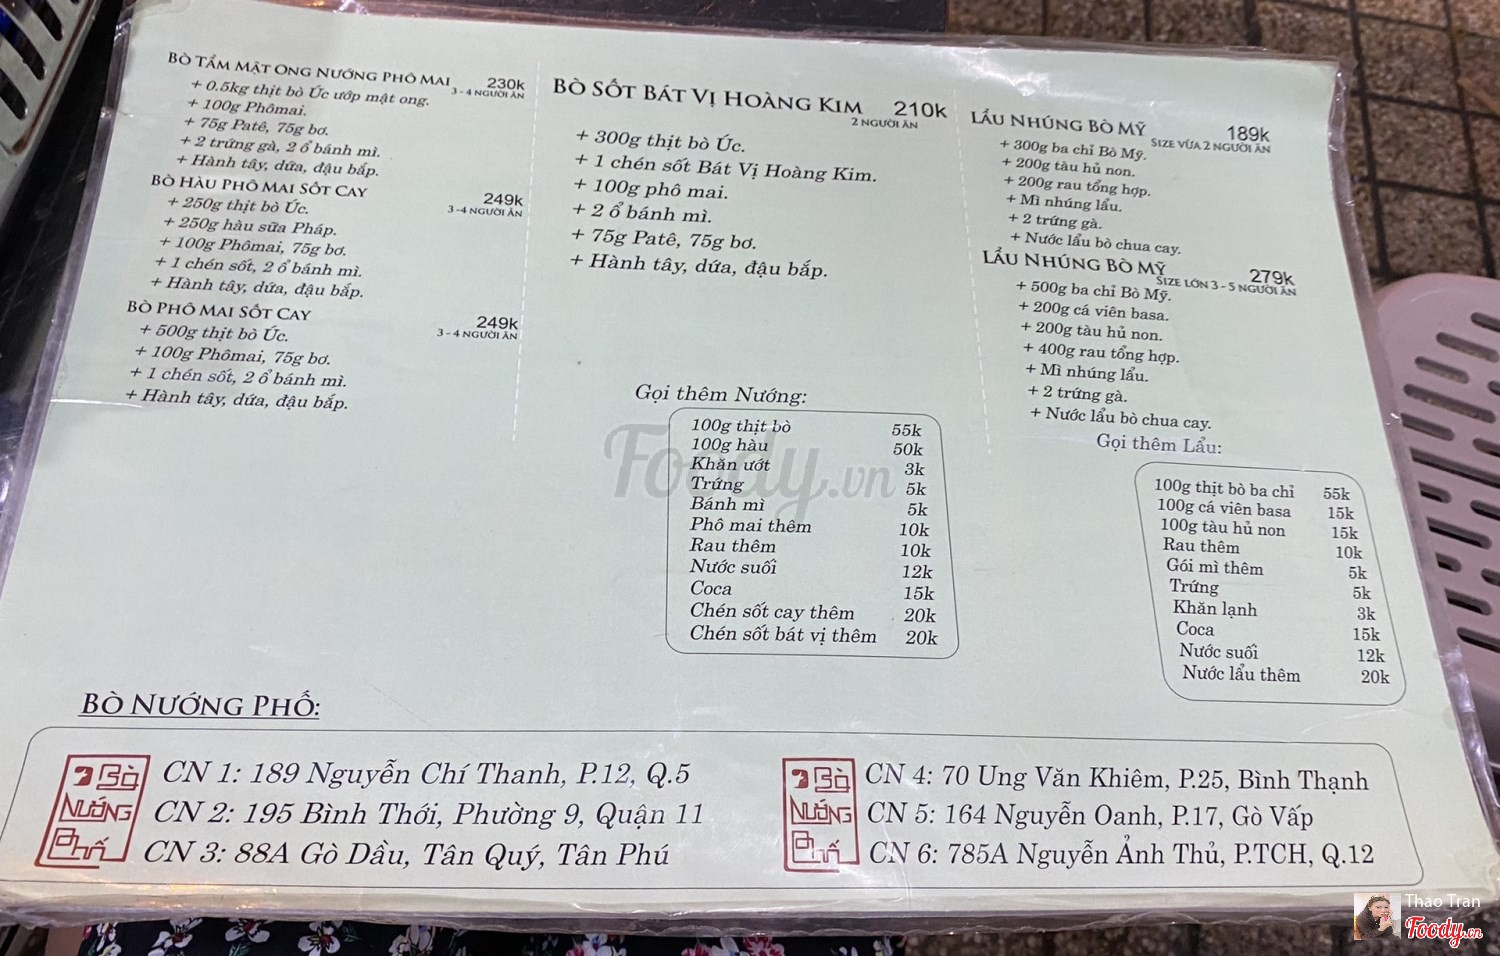 BÒ TẨM MẬT ONG NƯỚNG PHÔ MAI 230k
3 - 4 NGƯỜI ĂN
+ 0.5kg thịt bò Úc ướp mật ong.
+ 100g Phômai.
+ 75g Patê, 75g bơ.
+ 2 trứng gà, 2 ổ bánh mì.
+ Hành tây, dứa, đậu bắp.
BÒ HÀU PHÔ MAI SỐT CAY 249k
3 - 4 NGƯỜI ĂN
+ 250g thịt bò Úc.
+ 250g hàu sữa Pháp.
+ 100g Phômai, 75g bơ.
+ 1 chén sốt, 2 ổ bánh mì.
+ Hành tây, dứa, đậu bắp.
BÒ PHÔ MAI SỐT CAY 249k
3 - 4 NGƯỜI ĂN
+ 500g thịt bò Úc.
+ 100g Phômai, 75g bơ.
+ 1 chén sốt, 2 ổ bánh mì.
+ Hành tây, dứa, đậu bắp.
BÒ SỐT BÁT VỊ HOÀNG KIM 210k
2 NGƯỜI ĂN
+ 300g thịt bò Úc.
+ 1 chén sốt Bát Vị Hoàng Kim.
+ 100g phô mai.
+ 2 ổ bánh mì.
+ 75g Patê, 75g bơ.
+ Hành tây, dứa, đậu bắp.
Gọi thêm Nướng:
100g thịt bò 55k
100g hàu 50k
Khăn ướt 3k
Trứng 5k
Bánh mì 5k
Phô mai thêm 10k
Rau thêm 10k
Nước suối 12k
Coca 15k
Chén sốt cay thêm 20k
Chén sốt bát vị thêm 20k
Foody.vn
LẨU NHÚNG BÒ MỸ 189k
SIZE VỪA 2 NGƯỜI ĂN
+ 300g ba chỉ Bò Mỹ.
+ 200g tàu hủ non.
+ 200g rau tổng hợp.
+ Mì nhúng lẩu.
+ 2 trứng gà.
+ Nước lẩu bò chua cay.
LẨU NHÚNG BÒ MỸ 279k
SIZE LỚN 3 - 5 NGƯỜI ĂN
+ 500g ba chỉ Bò Mỹ.
+ 200g cá viên basa.
+ 200g tàu hủ non.
+ 400g rau tổng hợp.
+ Mì nhúng lẩu.
+ 2 trứng gà.
+ Nước lẩu bò chua cay.
Gọi thêm Lẩu:
100g thịt bò ba chỉ 55k
100g cá viên basa 15k
100g tàu hủ non 15k
Rau thêm 10k
Gói mì thêm 5k
Trứng 5k
Khăn lạnh 3k
Coca 15k
Nước suối 12k
Nước lẩu thêm 20k
BÒ NƯỚNG PHỐ:
BÒ
NƯỚNG
PHỐ
CN 1: 189 Nguyễn Chí Thanh, P.12, Q.5
CN 2: 195 Bình Thới, Phường 9, Quận 11
CN 3: 88A Gò Dầu, Tân Quý, Tân Phú
BÒ
NƯỚNG
PHỐ
CN 4: 70 Ung Văn Khiêm, P.25, Bình Thạnh
CN 5: 164 Nguyễn Oanh, P.17, Gò Vấp
CN 6: 785A Nguyễn Ảnh Thủ, P.TCH, Q.12
Thao Tran
Foody.vn